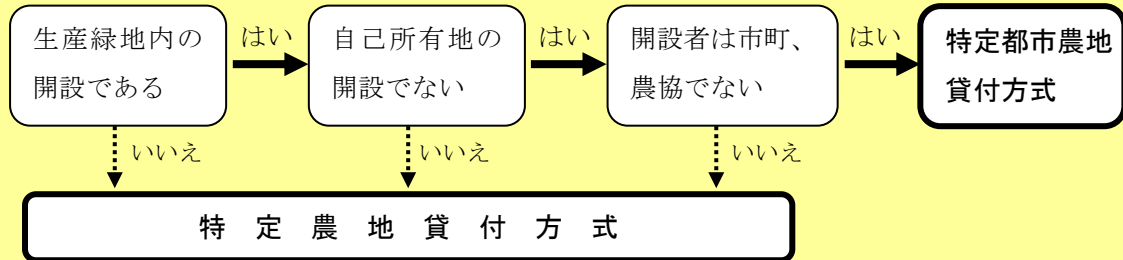 生産緑地内の
開設である
はい
自己所有地の
開設でない
はい
開設者は市町、
農協でない
はい
特定都市農地
貸付方式
いいえ
いいえ
いいえ
特定農地貸付方式